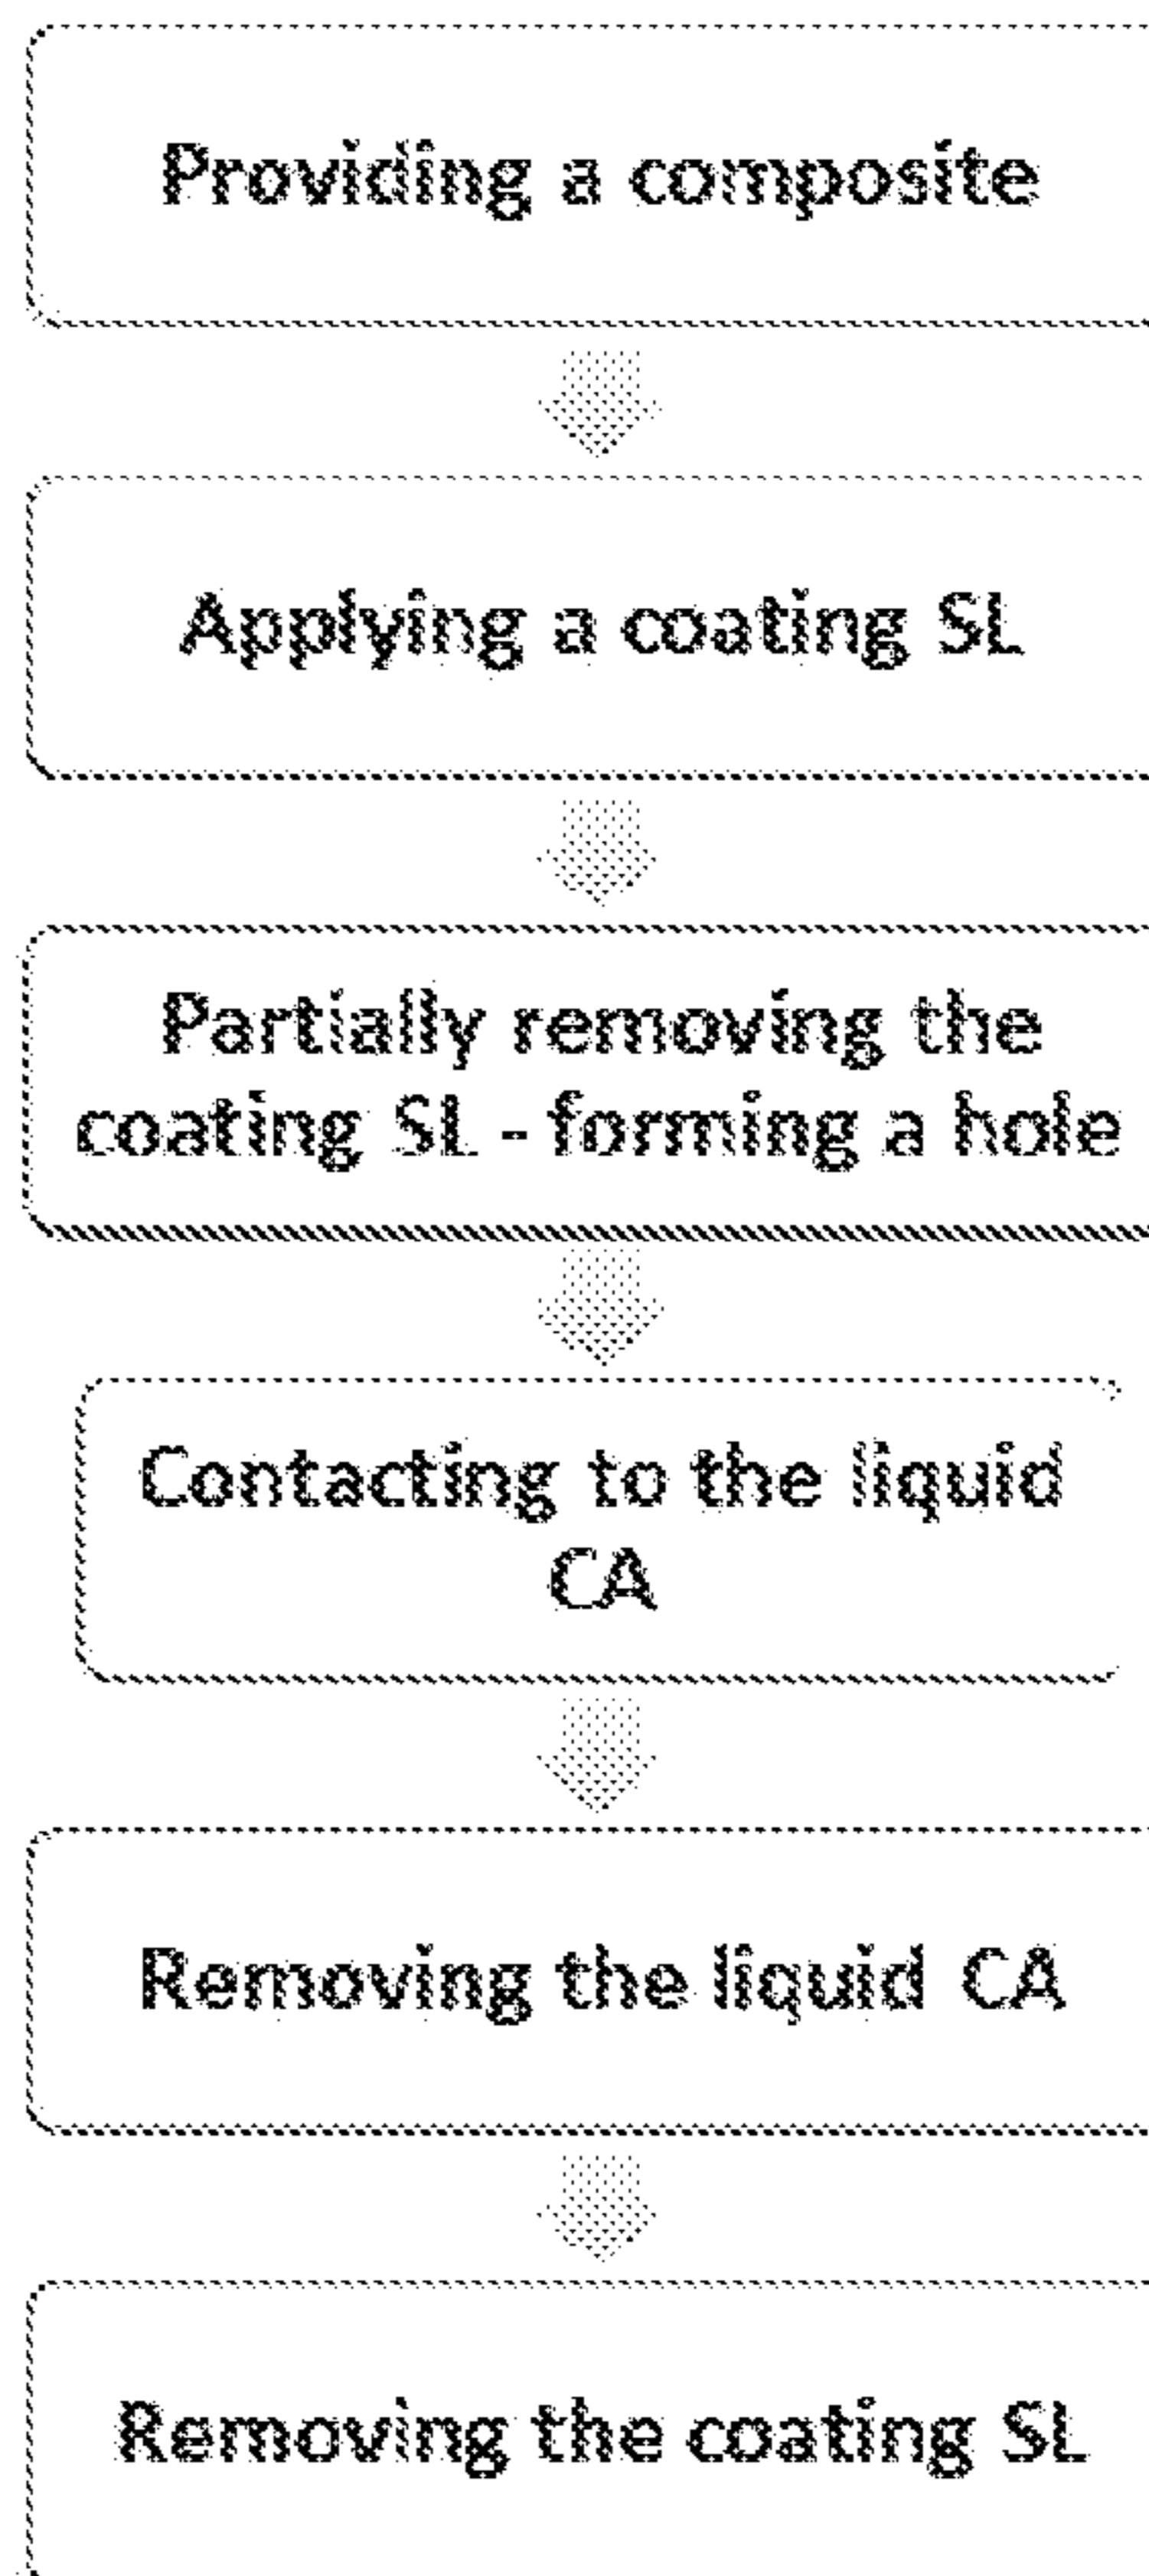 Providing a composite
Applying a coating SL
Partially removing the
coating SL - forming a hole
Contacting to the liquid
CA
Removing the liquid CA
Removing the coating SL